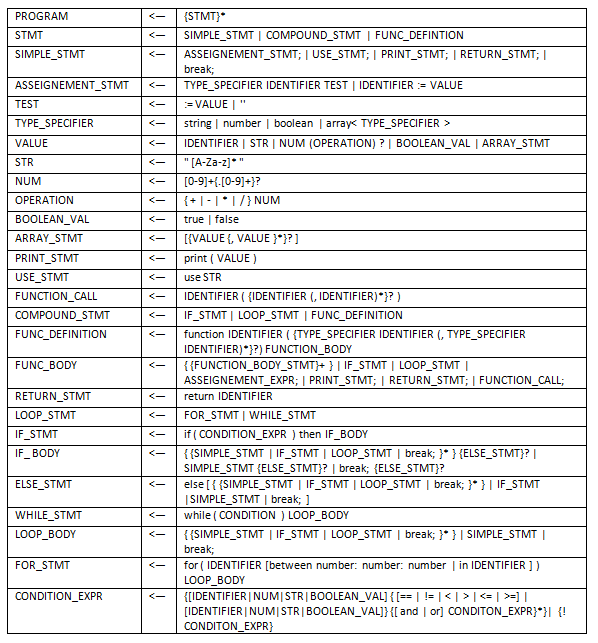 PROGRAM <— {STMT}*
STMT <— SIMPLE_STMT | COMPOUND_STMT | FUNC_DEFINTION
SIMPLE_STMT <— ASSEIGNEMENT_STMT; | USE_STMT; | PRINT_STMT; | RETURN_STMT; |
break;
ASSEIGNEMENT_STMT <— TYPE_SPECIFIER IDENTIFIER TEST | IDENTIFIER := VALUE
TEST <— := VALUE | ''
TYPE_SPECIFIER <— string | number | boolean | array< TYPE_SPECIFIER >
VALUE <— IDENTIFIER | STR | NUM (OPERATION) ? | BOOLEAN_VAL | ARRAY_STMT
STR <— " [A-Za-z]* "
NUM <— [0-9]+{.[0-9]+}?
OPERATION <— { + | - | * | / } NUM
BOOLEAN_VAL <— true | false
ARRAY_STMT <— [{VALUE {, VALUE }*}? ]
PRINT_STMT <— print ( VALUE )
USE_STMT <— use STR
FUNCTION_CALL <— IDENTIFIER ( {IDENTIFIER (, IDENTIFIER)*}? )
COMPOUND_STMT <— IF_STMT | LOOP_STMT | FUNC_DEFINITION
FUNC_DEFINITION <— function IDENTIFIER ( {TYPE_SPECIFIER IDENTIFIER (, TYPE_SPECIFIER
IDENTIFIER)*}?) FUNCTION_BODY
FUNC_BODY <— { {FUNCTION_BODY_STMT}+ } | IF_STMT | LOOP_STMT |
ASSEIGNEMENT_EXPR; | PRINT_STMT; | RETURN_STMT; | FUNCTION_CALL;
RETURN_STMT <— return IDENTIFIER
LOOP_STMT <— FOR_STMT | WHILE_STMT
IF_STMT <— if ( CONDITION_EXPR ) then IF_BODY
IF_BODY <— { {SIMPLE_STMT | IF_STMT | LOOP_STMT | break; }* } {ELSE_STMT}? |
SIMPLE_STMT {ELSE_STMT}? | break; {ELSE_STMT}?
ELSE_STMT <— else [ { {SIMPLE_STMT | IF_STMT | LOOP_STMT | break; }* } | IF_STMT
|SIMPLE_STMT | break; ]
WHILE_STMT <— while ( CONDITION ) LOOP_BODY
LOOP_BODY <— { {SIMPLE_STMT | IF_STMT | LOOP_STMT | break; }* } | SIMPLE_STMT |
break;
FOR_STMT <— for ( IDENTIFIER [between number: number: number | in IDENTIFIER ] )
LOOP_BODY
CONDITION_EXPR <— {[IDENTIFIER|NUM|STR|BOOLEAN_VAL] { [== | != | < | > | <= | >=] |
[IDENTIFIER|NUM|STR|BOOLEAN_VAL]} {[ and | or] CONDITON_EXPR}*}| {!
CONDITON_EXPR}